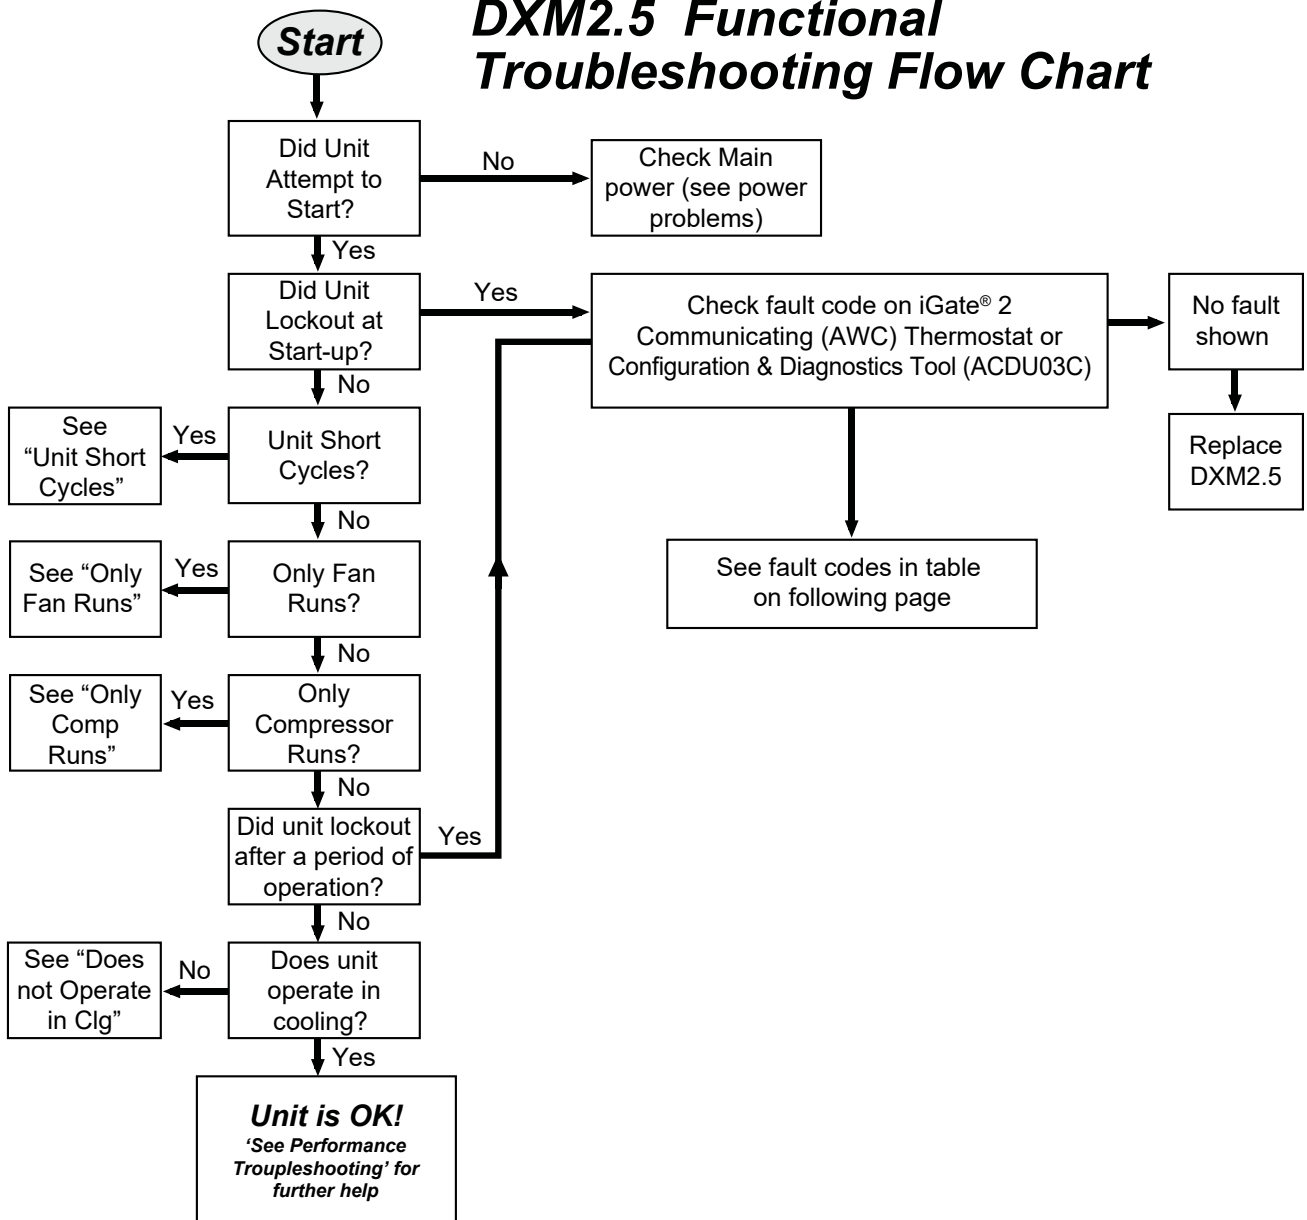 DXM2.5 Functional
Troubleshooting Flow Chart
Start
Did Unit
Attempt to
Start?
No
Check Main
power (see power
problems)
Yes
Did Unit
Lockout at
Start-up?
Yes
Check fault code on iGate® 2
Communicating (AWC) Thermostat or
Configuration & Diagnostics Tool (ACDU03C)
No fault
shown
Replace
DXM2.5
See fault codes in table
on following page
No
Unit Short
Cycles?
Yes
See
“Unit Short
Cycles”
No
Only Fan
Runs?
Yes
See “Only
Fan Runs”
No
Only
Compressor
Runs?
Yes
See “Only
Comp
Runs”
No
Did unit lockout
after a period of
operation?
Yes
No
Does unit
operate in
cooling?
No
See “Does
not Operate
in Clg”
Yes
Unit is OK!
‘See Performance
Troupleshooting’ for
further help